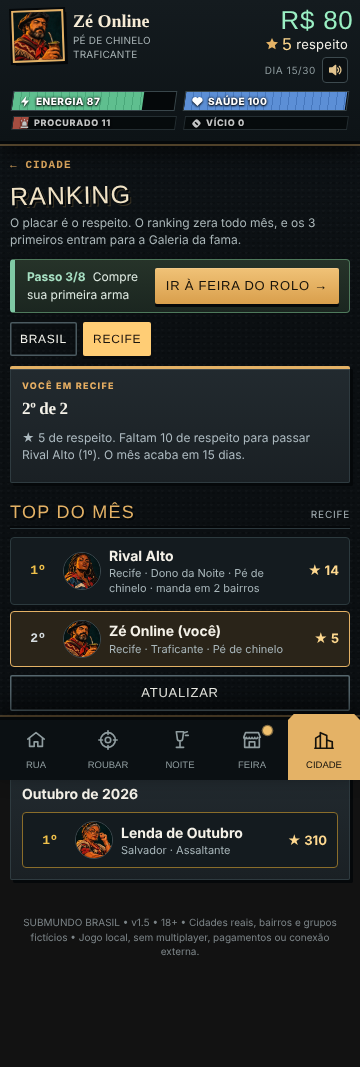 Zé Online
PÉ DE CHINELO
TRAFICANTE
R$ 80
★ 5 respeito
DIA 15/30
ENERGIA 87
SAÚDE 100
PROCURADO 11
VÍCIO 0
← CIDADE
RANKING
O placar é o respeito. O ranking zera todo mês, e os 3
primeiros entram para a Galeria da fama.
Passo 3/8 Compre
sua primeira arma
IR À FEIRA DO ROLO →
BRASIL
RECIFE
VOCÊ EM RECIFE
2º de 2
★ 5 de respeito. Faltam 10 de respeito para passar
Rival Alto (1º). O mês acaba em 15 dias.
TOP DO MÊS
RECIFE
1º
Rival Alto
Recife · Dono da Noite · Pé de
chinelo · manda em 2 bairros
★ 14
2º
Zé Online (você)
Recife · Traficante · Pé de chinelo
★ 5
ATUALIZAR
RUA
ROUBAR
NOITE
FEIRA
CIDADE
Outubro de 2026
1º
Lenda de Outubro
Salvador · Assaltante
★ 310
SUBMUNDO BRASIL • v1.5 • 18+ • Cidades reais, bairros e grupos
fictícios • Jogo local, sem multiplayer, pagamentos ou conexão
externa.